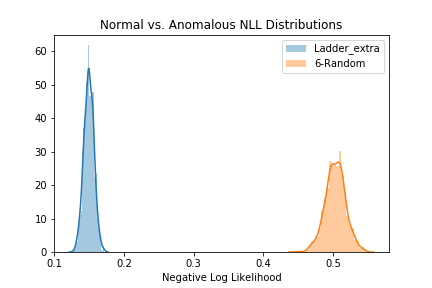 Normal vs. Anomalous NLL Distributions
Ladder_extra
6-Random
60
50
40
30
20
10
0
0.1 0.2 0.3 0.4 0.5
Negative Log Likelihood